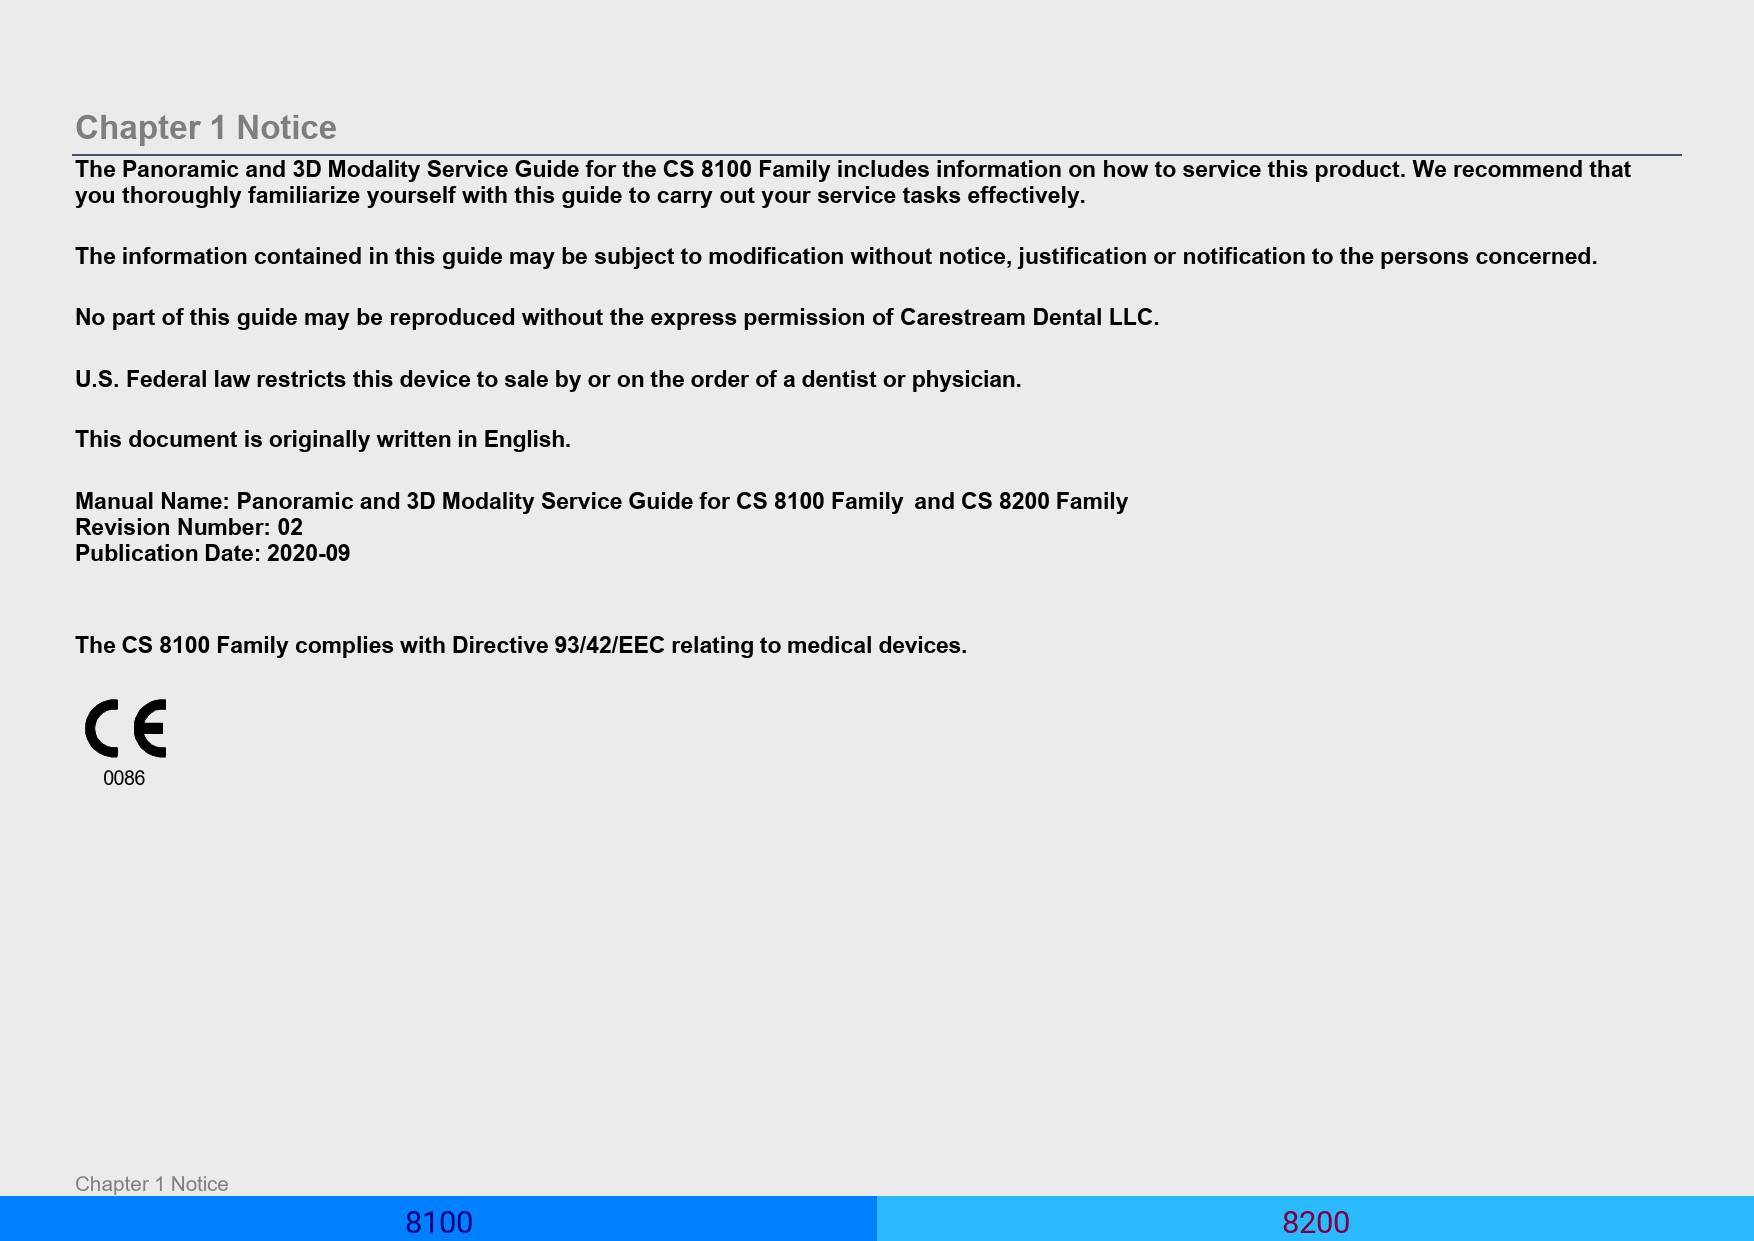 Chapter 1 Notice
The Panoramic and 3D Modality Service Guide for the CS 8100 Family includes information on how to service this product. We recommend that
you thoroughly familiarize yourself with this guide to carry out your service tasks effectively.
The information contained in this guide may be subject to modification without notice, justification or notification to the persons concerned.
No part of this guide may be reproduced without the express permission of Carestream Dental LLC.
U.S. Federal law restricts this device to sale by or on the order of a dentist or physician.
This document is originally written in English.
Manual Name: Panoramic and 3D Modality Service Guide for CS 8100 Family and CS 8200 Family
Revision Number: 02
Publication Date: 2020-09
The CS 8100 Family complies with Directive 93/42/EEC relating to medical devices.
CE
0086
Chapter 1 Notice
8100 8200